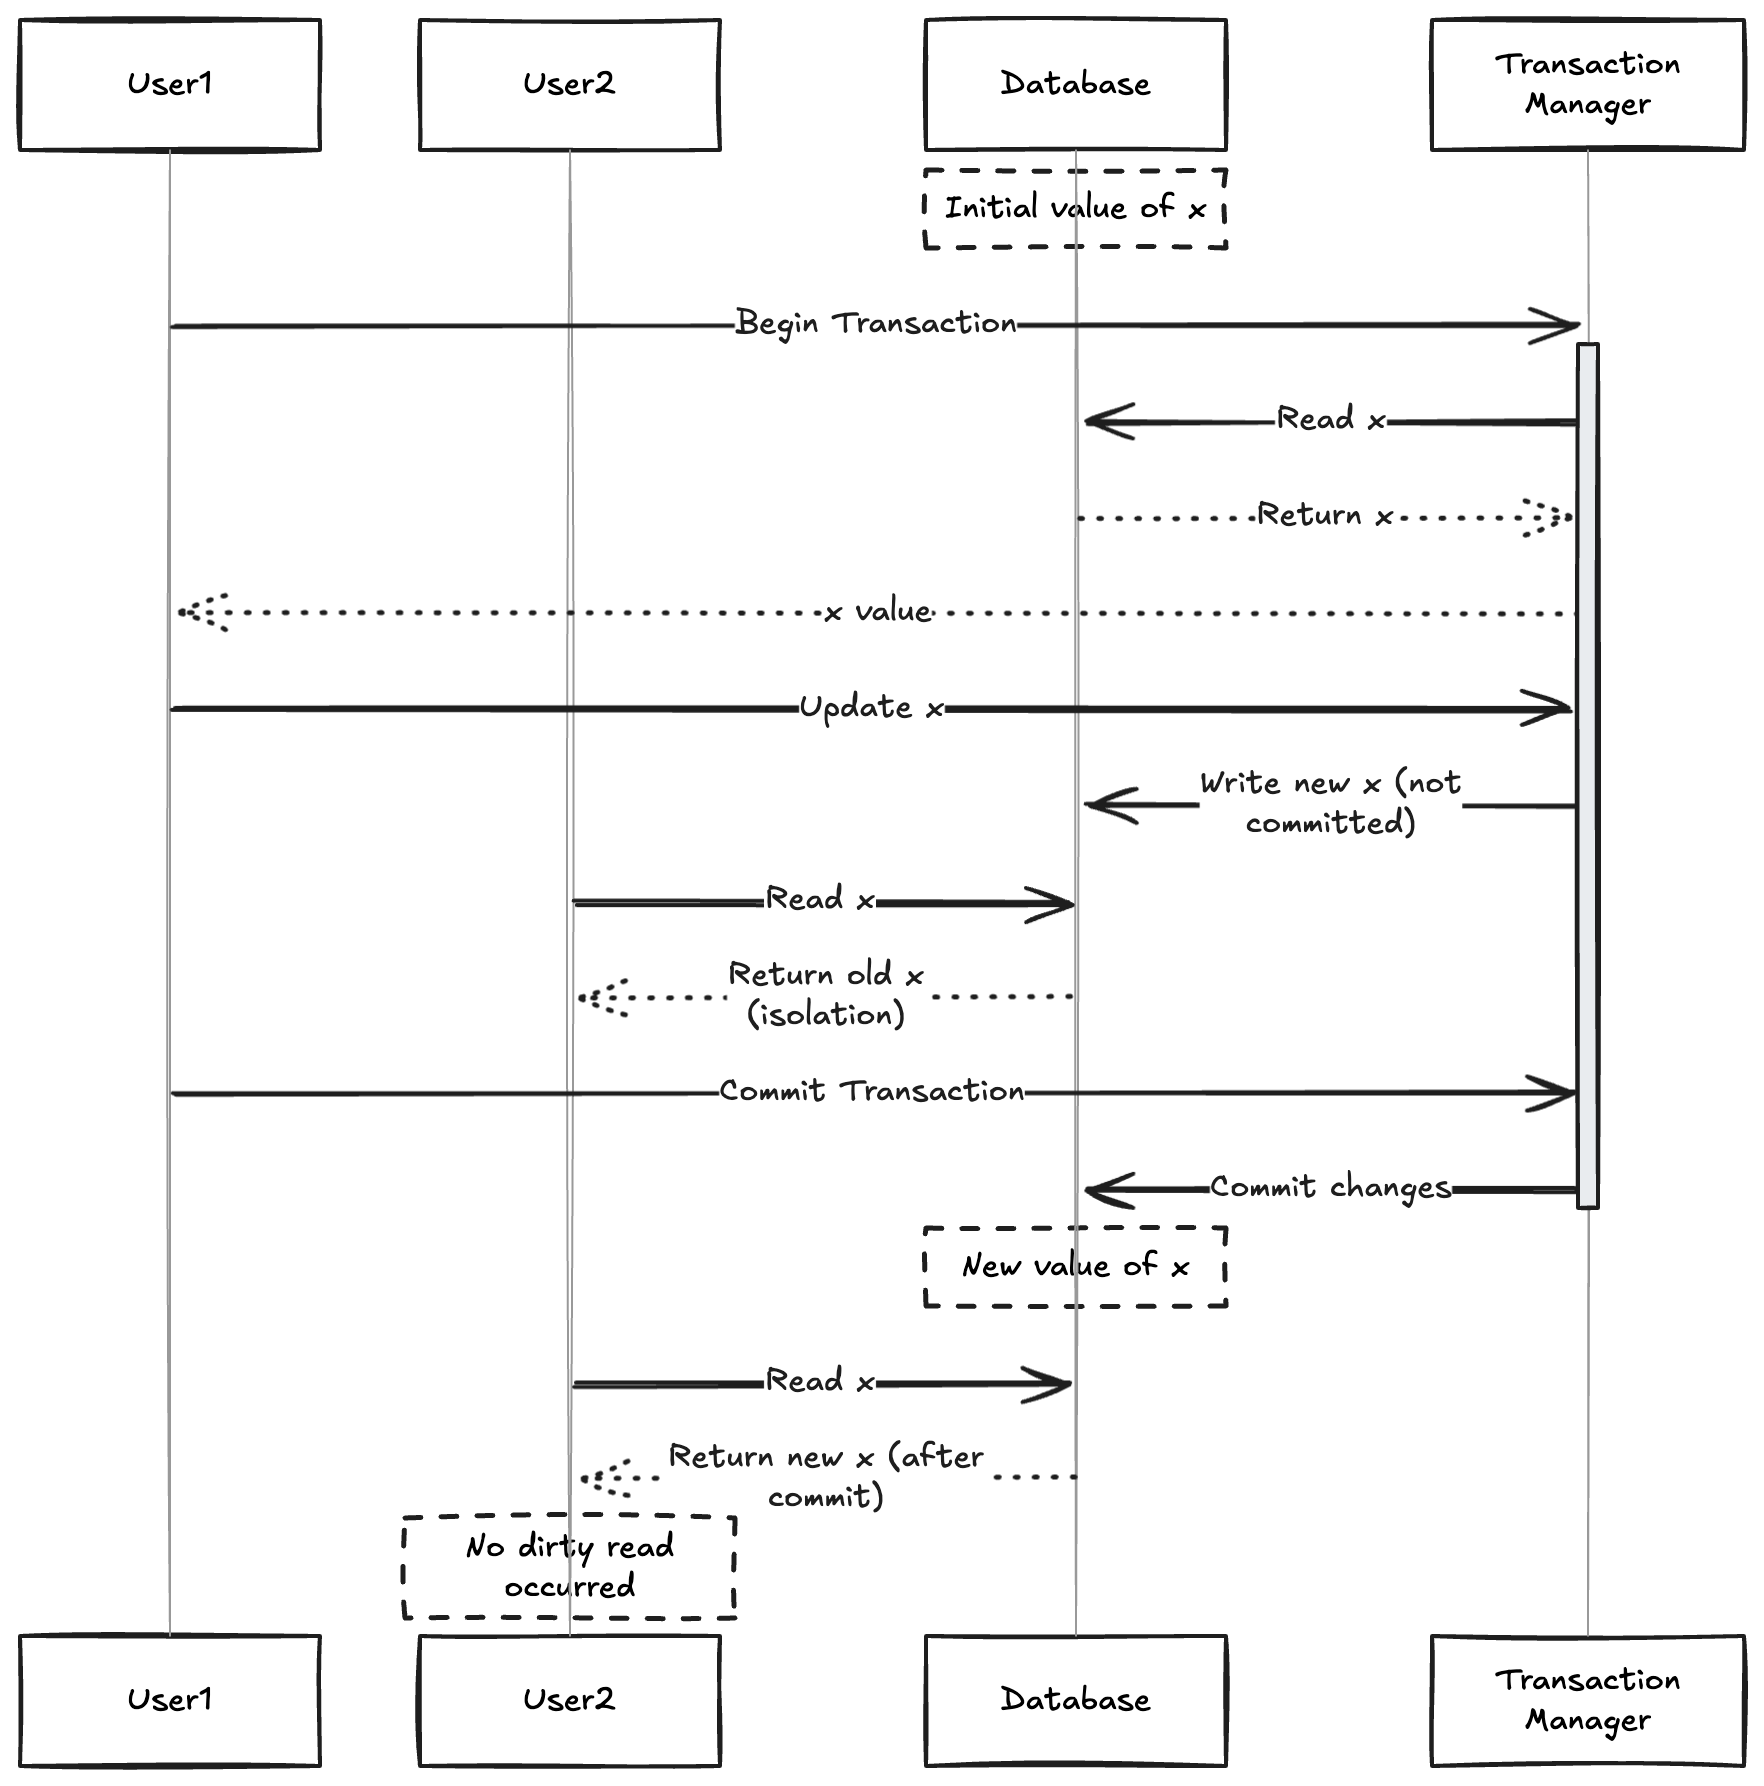 User1
User2
Database
Transaction
Manager
Initial value of x
Begin Transaction
Read x
Return x
x value
Update x
Write new x (not
committed)
Read x
Return old x
(isolation)
Commit Transaction
Commit changes
New value of x
Read x
Return new x (after
commit)
No dirty read
occurred
User1
User2
Database
Transaction
Manager